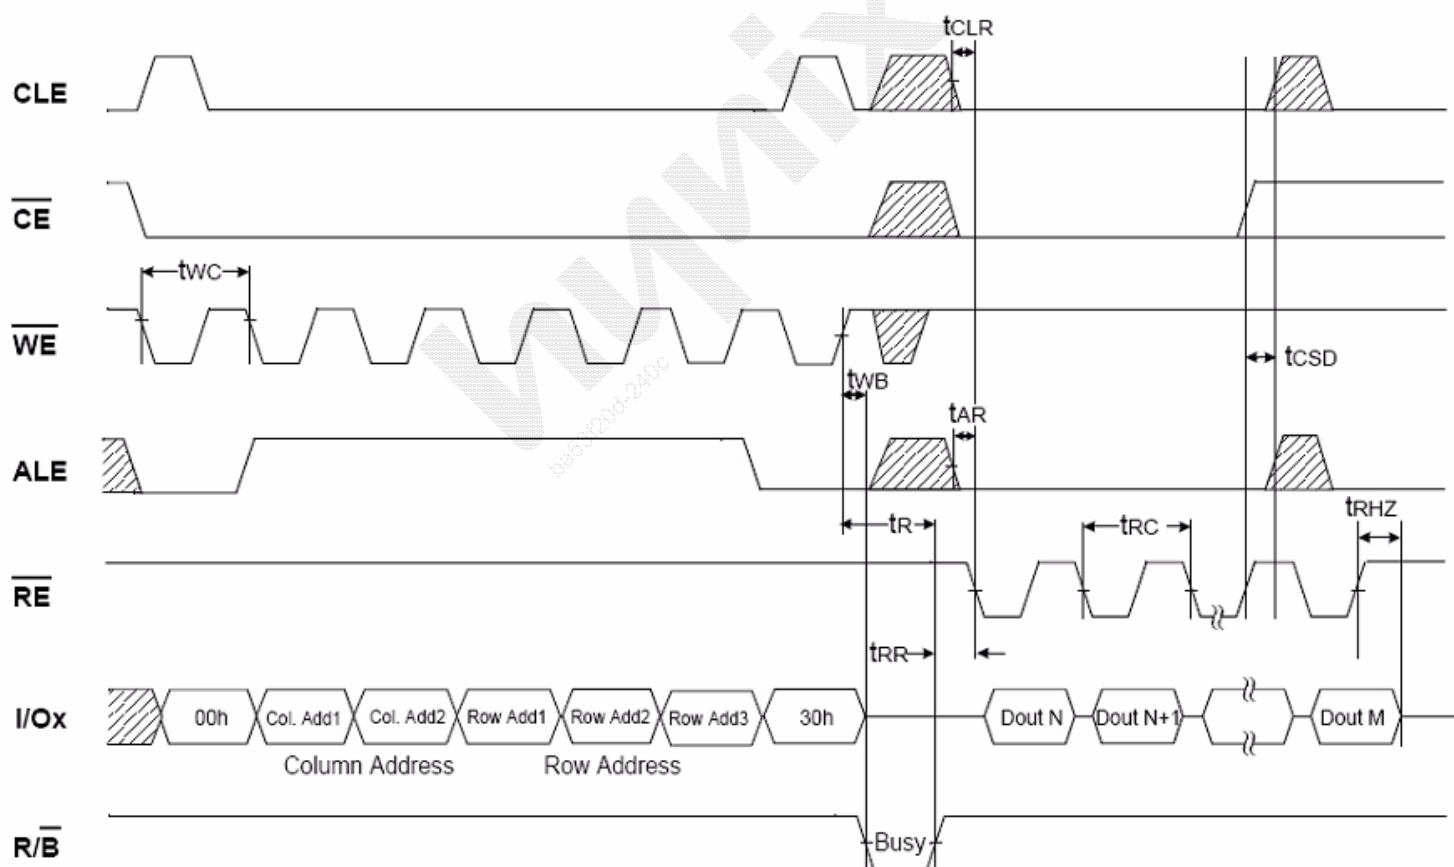 tCLR
CLE
CE
tWC
WE
tWB
tCSD
tAR
ALE
tR
tRC
tRHZ
RE
tRR
I/Ox
00h
Col. Add1
Col. Add2
Row Add1
Row Add2
Row Add3
30h
Dout N
Dout N+1
Dout M
Column Address
Row Address
R/B
Busy